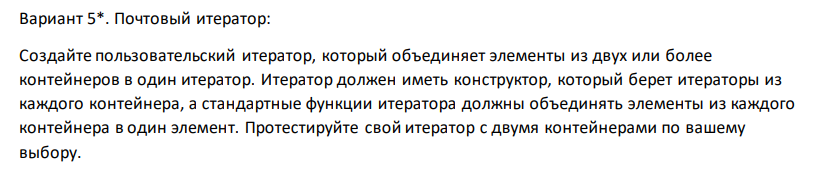 Вариант 5*. Почтовый итератор:
Создайте пользовательский итератор, который объединяет элементы из двух или более
контейнеров в один итератор. Итератор должен иметь конструктор, который берет итераторы из
каждого контейнера, а стандартные функции итератора должны объединять элементы из каждого
контейнера в один элемент. Протестируйте свой итератор с двумя контейнерами по вашему
выбору.